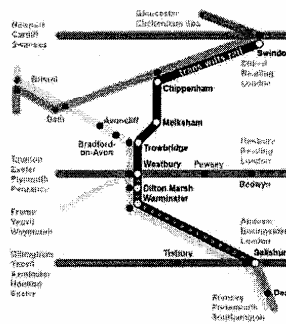 Newport
Cardiff
Swansea
Gloucester
Cheltenham Spa
Swindon
Didcot
Reading
London
trans wilts rail
Chippenham
Bath
Melksham
Avoncliff
Bradford-
on-Avon
Trowbridge
Newbury
Reading
London
Taunton
Exeter
Plymouth
Penzance
Westbury
Pewsey
Bedwyn
Dilton Marsh
Warminster
Frome
Yeovil
Weymouth
Andover
Basingstoke
London
Gillingham
Yeovil
Axminster
Honiton
Exeter
Tisbury
Salisbury
Romsey
Portsmouth
Southampton